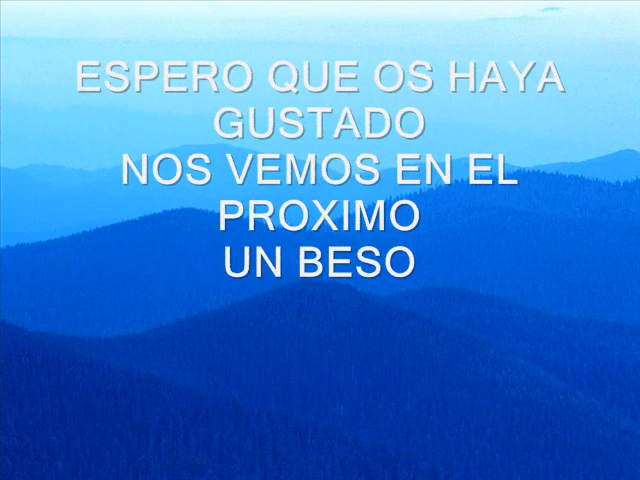 ESPERO QUE OS HAYA
GUSTADO
NOS VEMOS EN EL
PROXIMO
UN BESO